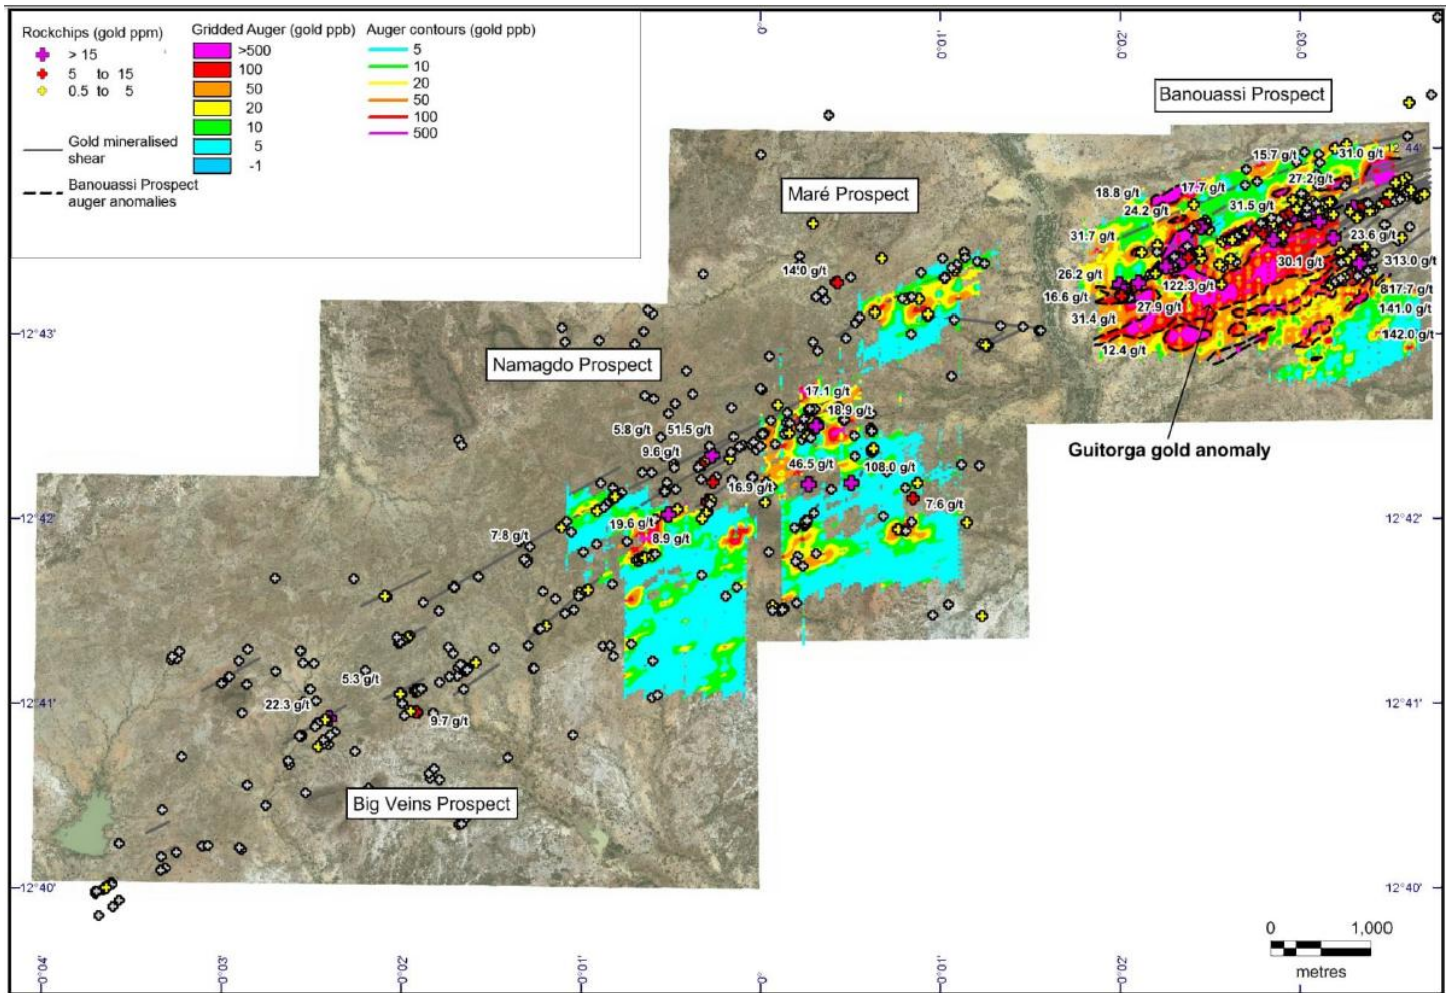 Rockchips (gold ppm)
> 15
5 to 15
0.5 to 5
Gold mineralised
shear
Banouassi Prospect
auger anomalies
Gridded Auger (gold ppb)
>500
100
50
20
10
5
-1
Auger contours (gold ppb)
5
10
20
50
100
500
0°
0°01'
0°02'
0°03'
Banouassi Prospect
12°44'
15.7 g/t
31.0 g/t
27.2 g/t
18.8 g/t
17.7 g/t
24.2 g/t
31.5 g/t
31.7 g/t
23.6 g/t
30.1 g/t
313.0 g/t
26.2 g/t
122.3 g/t
817.7 g/t
16.6 g/t
27.9 g/t
141.0 g/t
31.4 g/t
142.0 g/t
12.4 g/t
Maré Prospect
14.0 g/t
12°43'
12°43'
Namagdo Prospect
17.1 g/t
18.9 g/t
5.8 g/t
51.5 g/t
9.6 g/t
46.5 g/t
108.0 g/t
16.9 g/t
7.6 g/t
19.6 g/t
8.9 g/t
7.8 g/t
Guitorga gold anomaly
12°42'
12°42'
5.3 g/t
22.3 g/t
9.7 g/t
12°41'
12°41'
Big Veins Prospect
12°40'
12°40'
0 1,000
metres
0°04'
0°03'
0°02'
0°01'
0°
0°01'
0°02'
0°03'